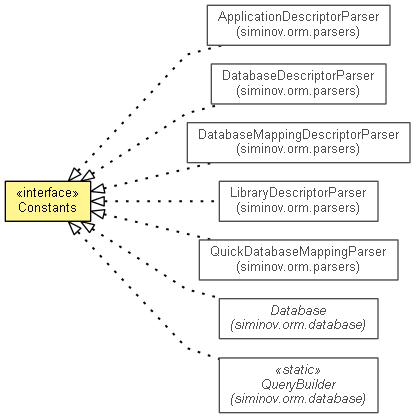 ApplicationDescriptorParser
(siminov.orm.parsers)
DatabaseDescriptorParser
(siminov.orm.parsers)
DatabaseMappingDescriptorParser
(siminov.orm.parsers)
«interface»
Constants
LibraryDescriptorParser
(siminov.orm.parsers)
QuickDatabaseMappingParser
(siminov.orm.parsers)
Database
(siminov.orm.database)
«static»
QueryBuilder
(siminov.orm.database)